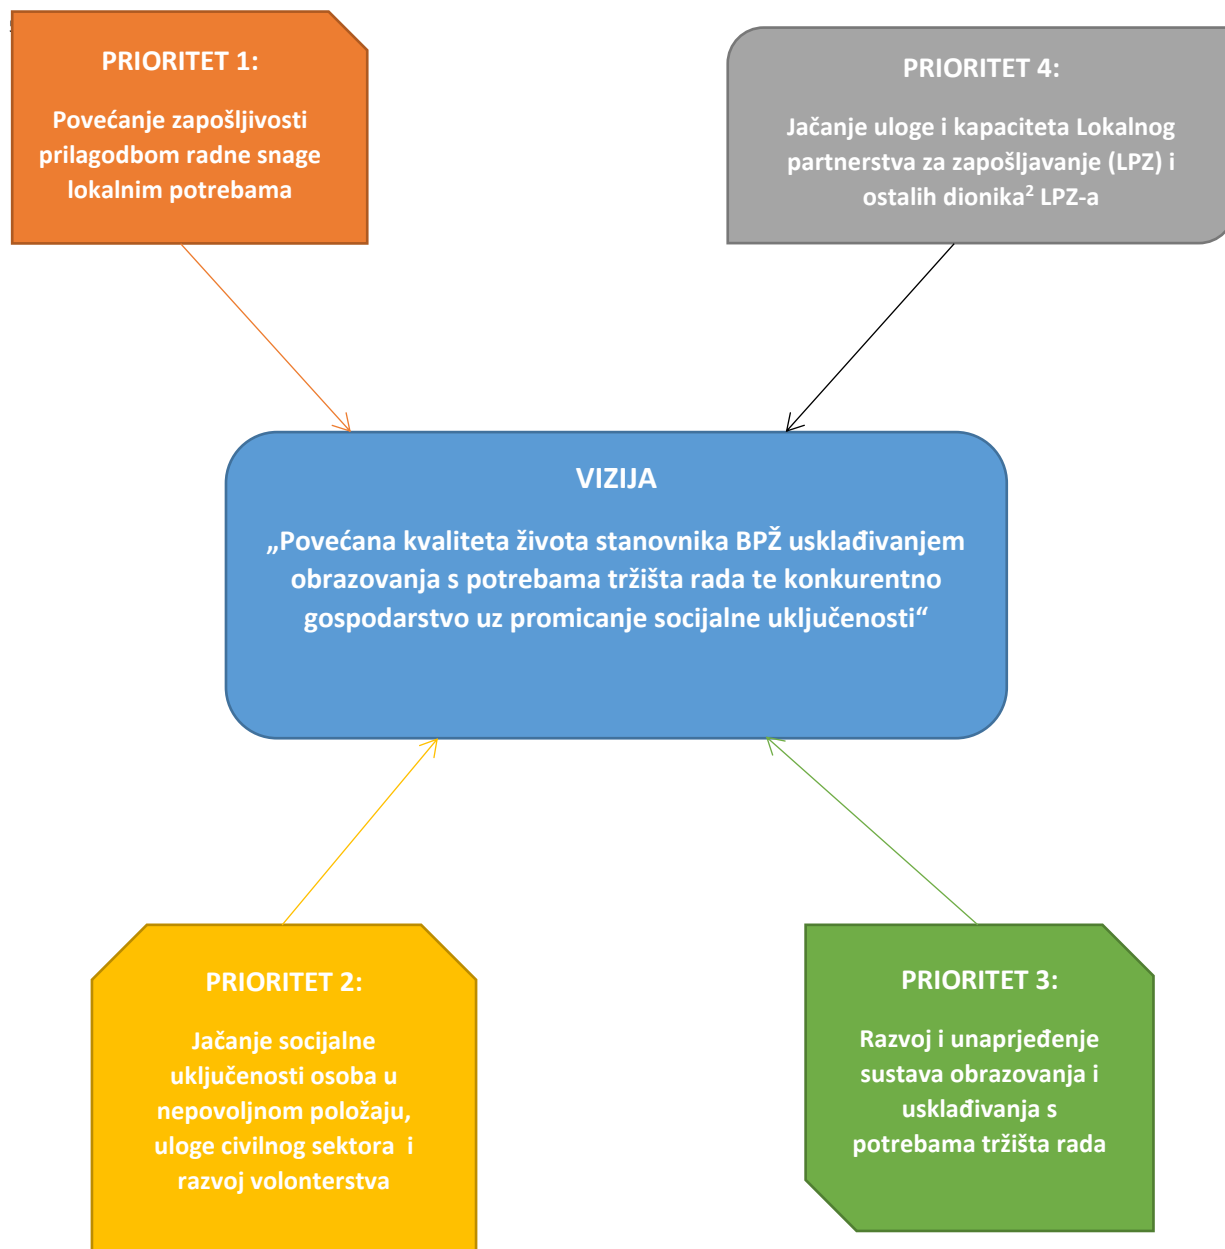 PRIORITET 1:
Povećanje zapošljivosti
prilagodbom radne snage
lokalnim potrebama
PRIORITET 4:
Jačanje uloge i kapaciteta Lokalnog
partnerstva za zapošljavanje (LPZ) i
ostalih dionika² LPZ-a
VIZIJA
„Povećana kvaliteta života stanovnika BPŽ usklađivanjem
obrazovanja s potrebama tržišta rada te konkurentno
gospodarstvo uz promicanje socijalne uključenosti“
PRIORITET 2:
Jačanje socijalne
uključenosti osoba u
nepovoljnom položaju,
uloge civilnog sektora  i
razvoj volonterstva
PRIORITET 3:
Razvoj i unaprjeđenje
sustava obrazovanja i
usklađivanja s
potrebama tržišta rada